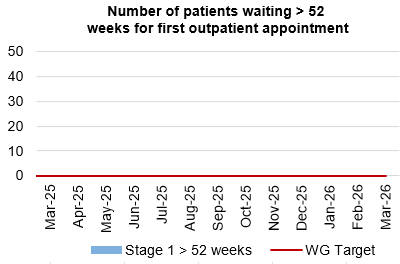 Number of patients waiting > 52
weeks for first outpatient appointment
50
40
30
20
10
0
Mar-25
Apr-25
May-25
Jun-25
Jul-25
Aug-25
Sep-25
Oct-25
Nov-25
Dec-25
Jan-26
Feb-26
Mar-26
Stage 1 > 52 weeks
WG Target